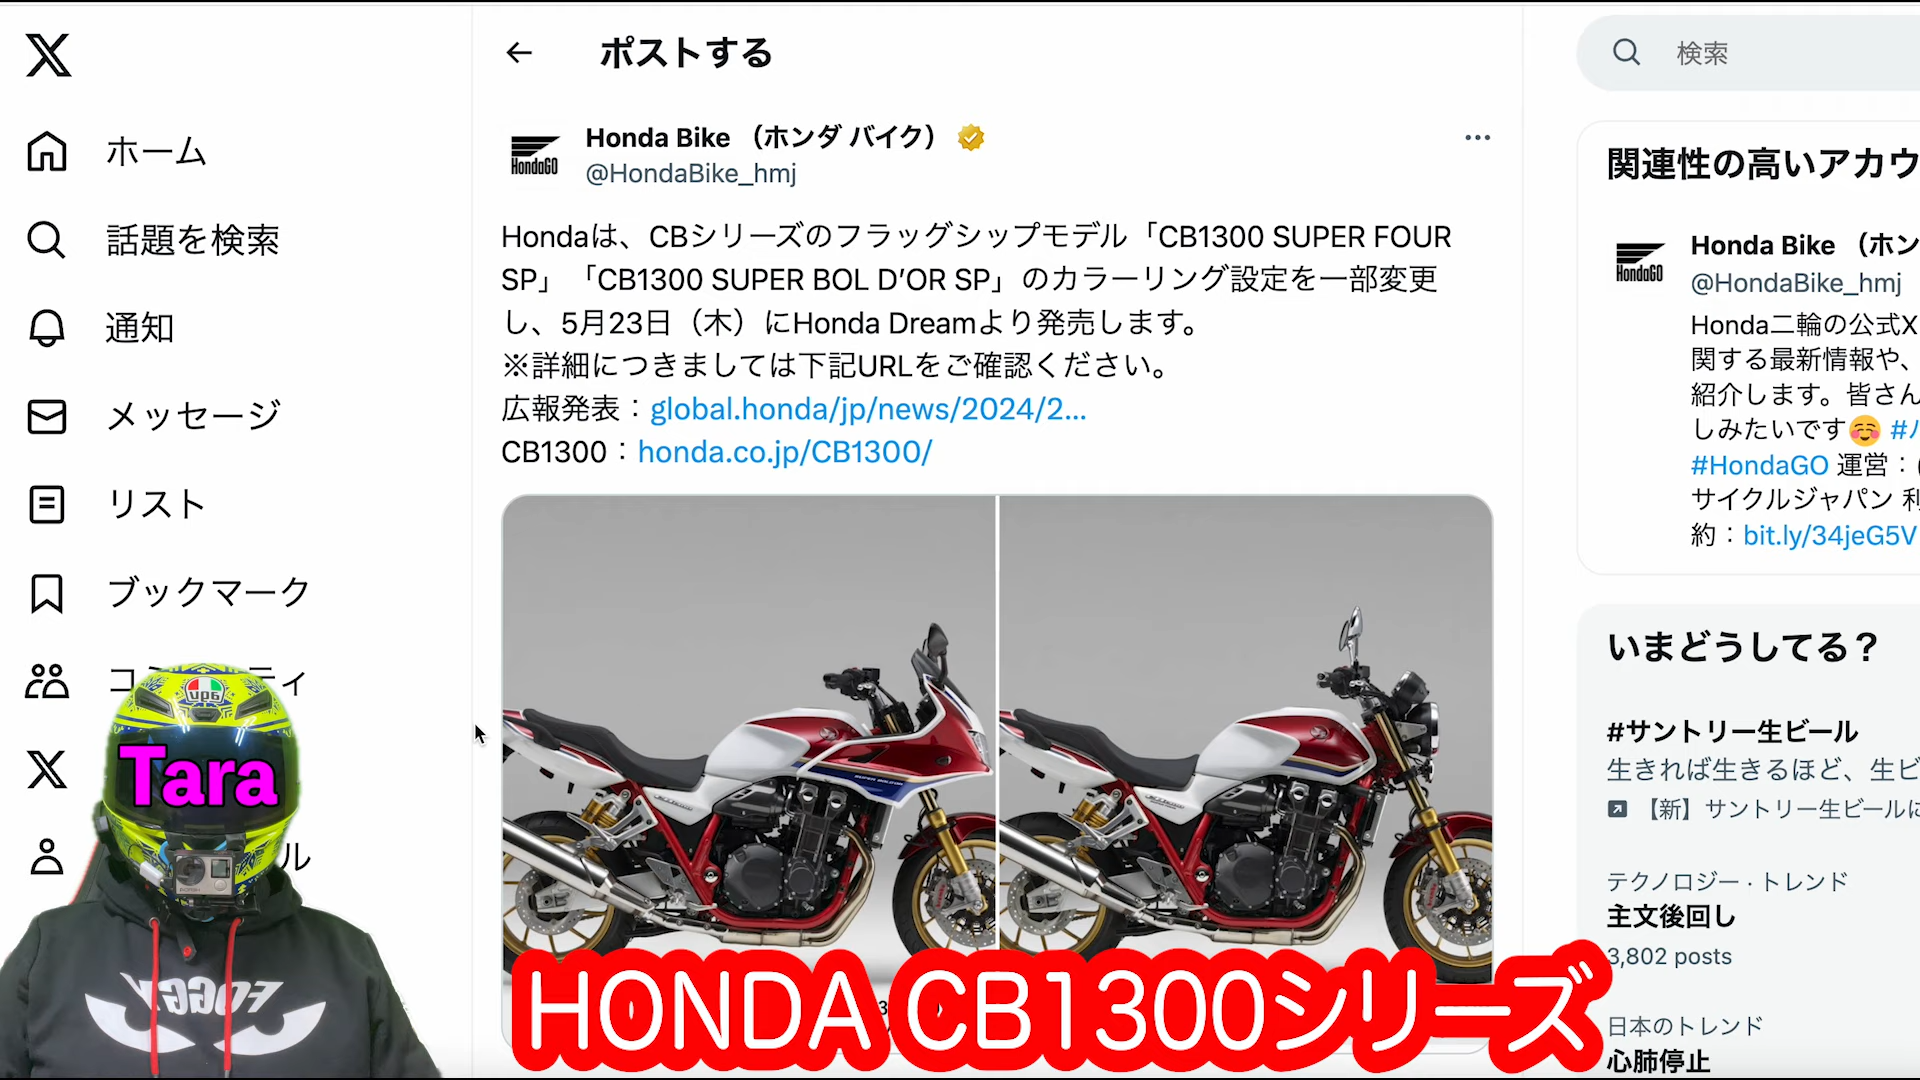 ホーム
話題を検索
通知
メッセージ
リスト
ブックマーク
ポストする
Honda Bike （ホンダ バイク）
@HondaBike_hmj
HondaGO
Hondaは、CBシリーズのフラッグシップモデル「CB1300 SUPER FOUR
SP」 「CB1300 SUPER BOL D’OR SP」のカラーリング設定を一部変更
し、5月23日（木）にHonda Dreamより発売します。
※詳細につきましては下記URLをご確認ください。
広報発表：global.honda/jp/news/2024/2…
CB1300：honda.co.jp/CB1300/
HONDA CB1300シリーズ
Tara
FOGGY
検索
関連性の高いアカウ
HondaGO
Honda Bike （ホン
@HondaBike_hmj
Honda二輪の公式X
関する最新情報や、
紹介します。皆さん
しみたいです☺️ #
#HondaGO 運営：
サイクルジャパン 利
約：bit.ly/34jeG5V
いまどうしてる？
#サントリー生ビール
生きれば生きるほど、生ビ
【新】サントリー生ビールに
テクノロジー · トレンド
主文後回し
3,802 posts
日本のトレンド
心肺停止